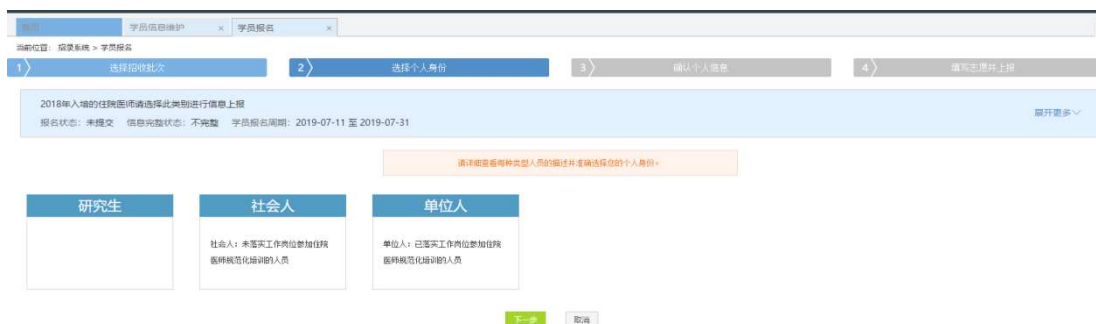 首页 学员信息维护 × 学员报名 ×
当前位置: 招录系统 > 学员报名
1 选择招收批次 2 选择个人身份 3 确认个人信息 4 填写志愿并上报
2018年入培的住院医师请选择此类别进行信息上报
展开更多
报名状态: 未提交 信息完整状态: 不完整 学员报名周期: 2019-07-11 至 2019-07-31
请详细查看每种类型人员的描述并准确选择您的个人身份。
研究生 社会人 单位人
社会人: 未落实工作岗位参加住院 单位人: 已落实工作岗位参加住院
医师规范化培训的人员 医师规范化培训的人员
下一步 取消